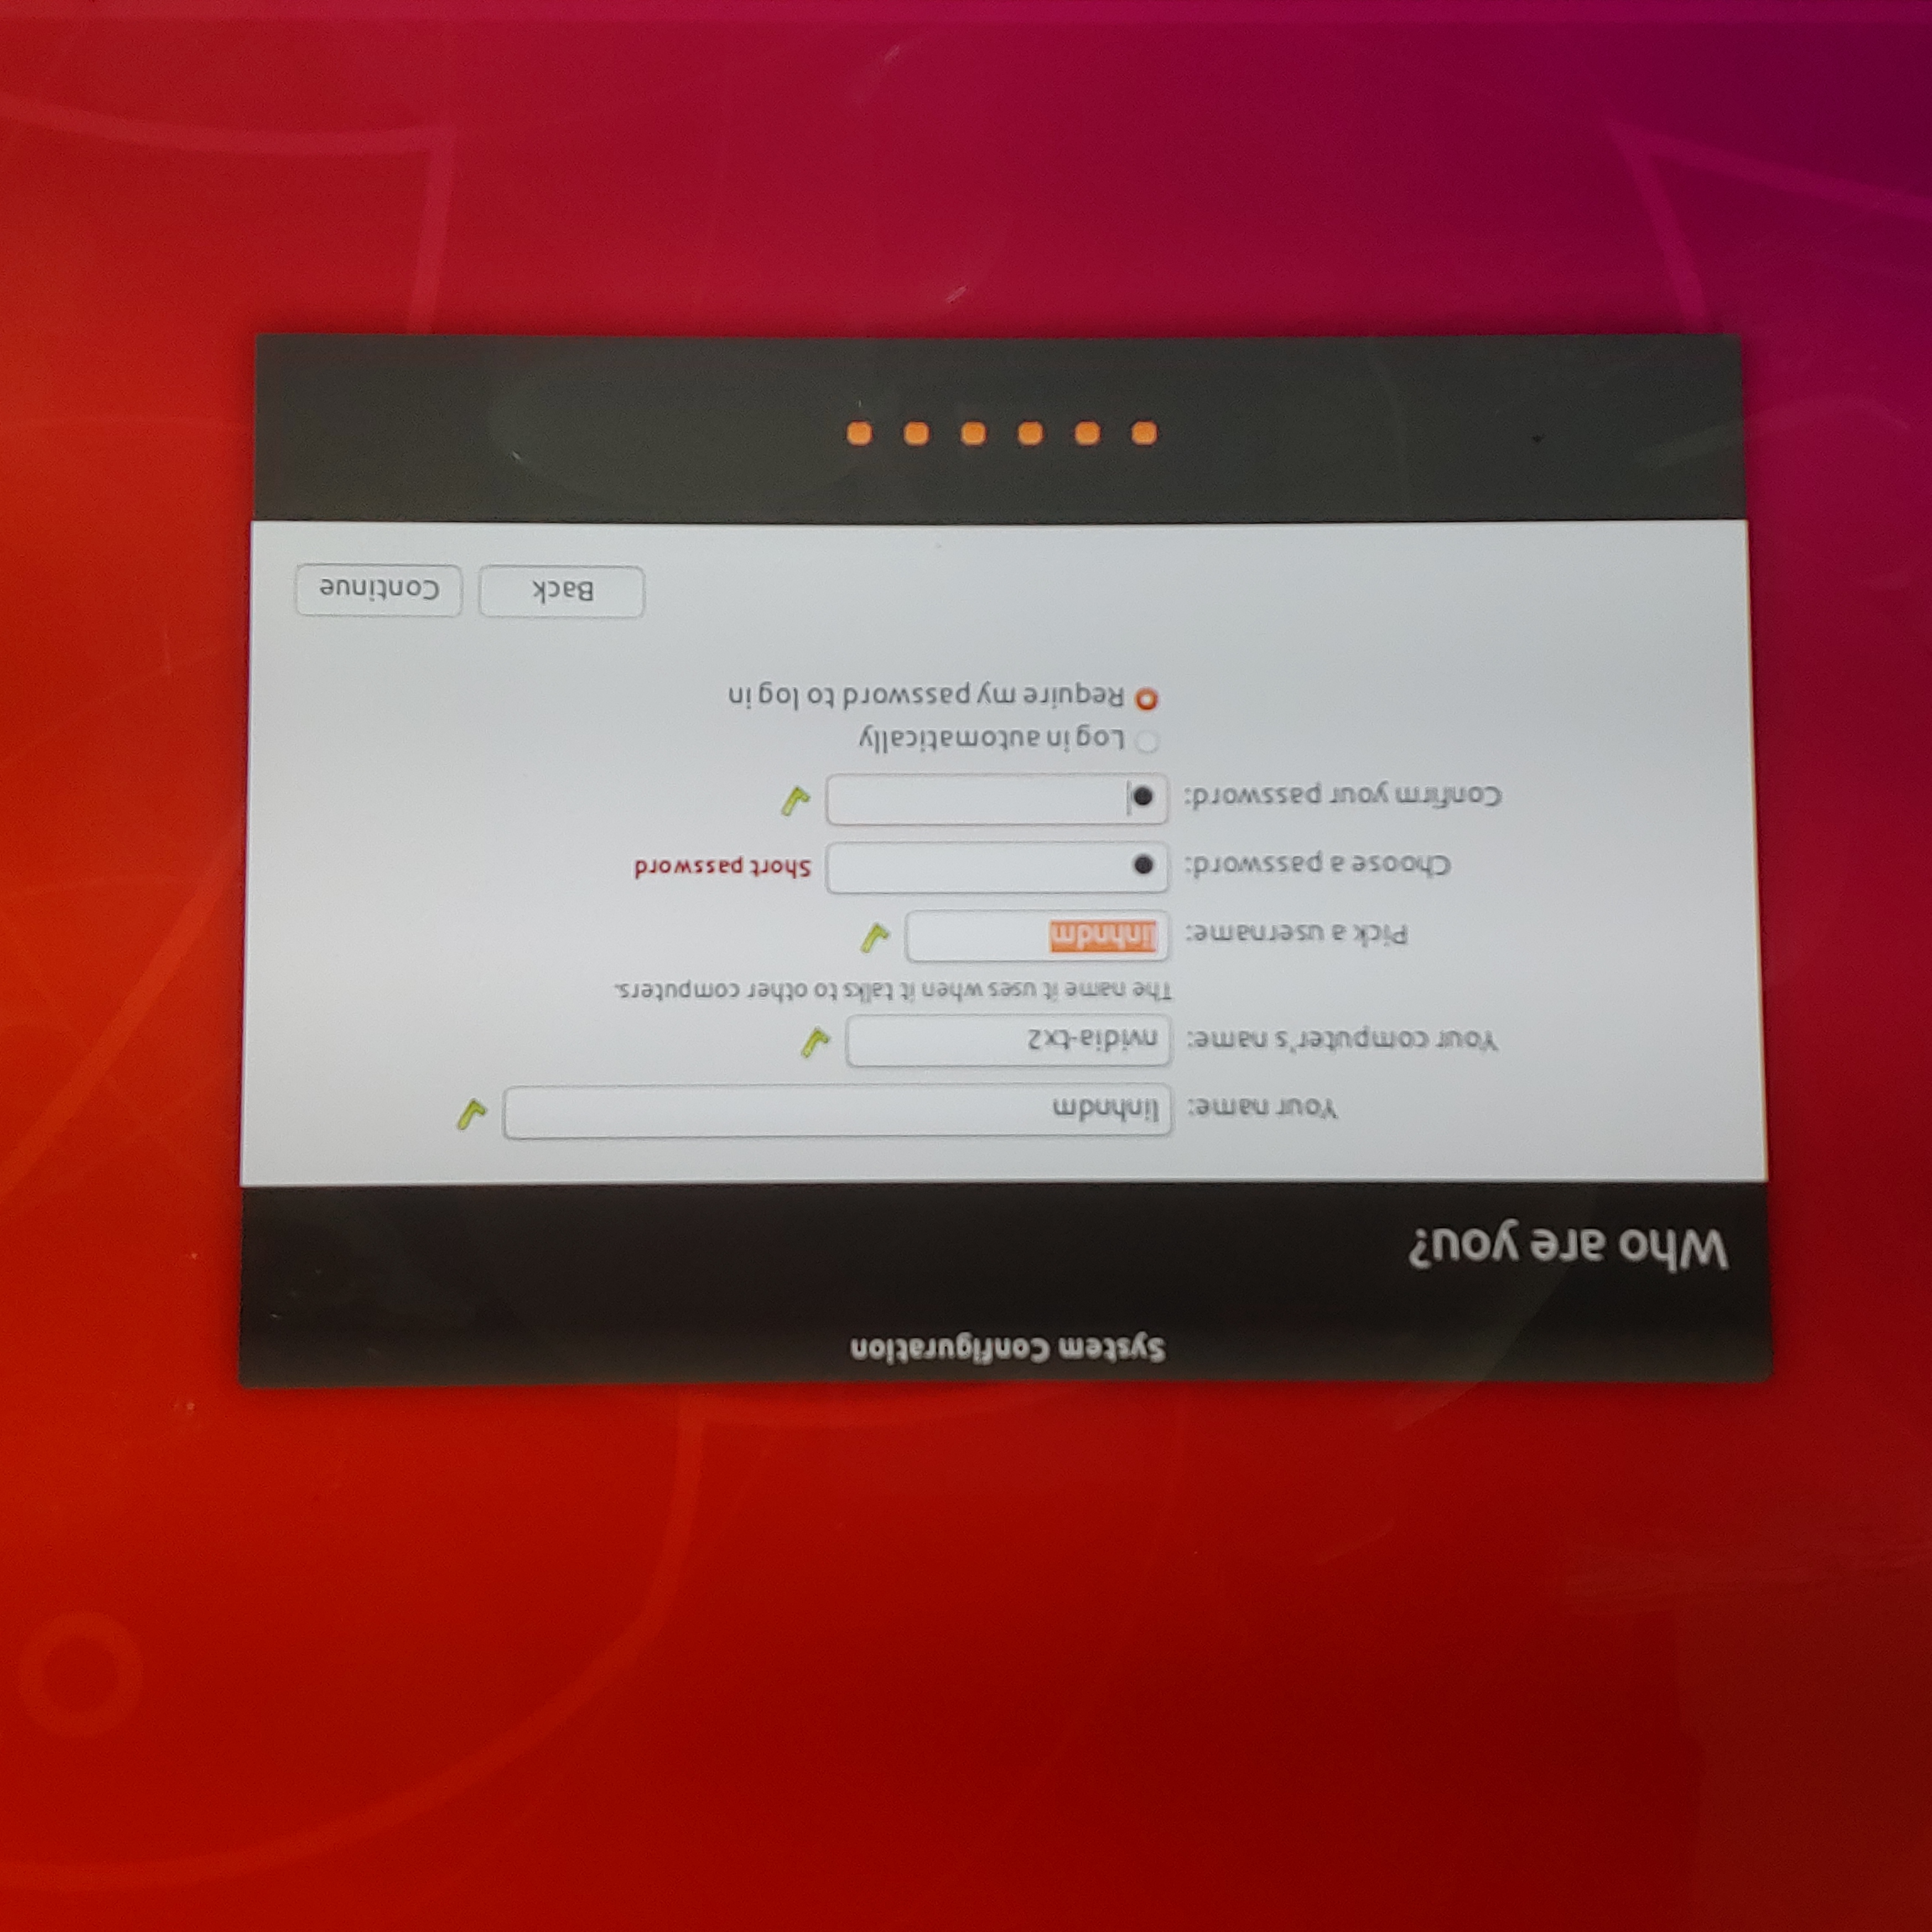 System Configuration
Who are you?
Your name: linhndm
Your computer's name: nvidia-tx2
The name it uses when it talks to other computers.
Pick a username: linhndm
Choose a password: ● Short password
Confirm your password: ●
Log in automatically
Require my password to log in
Back Continue